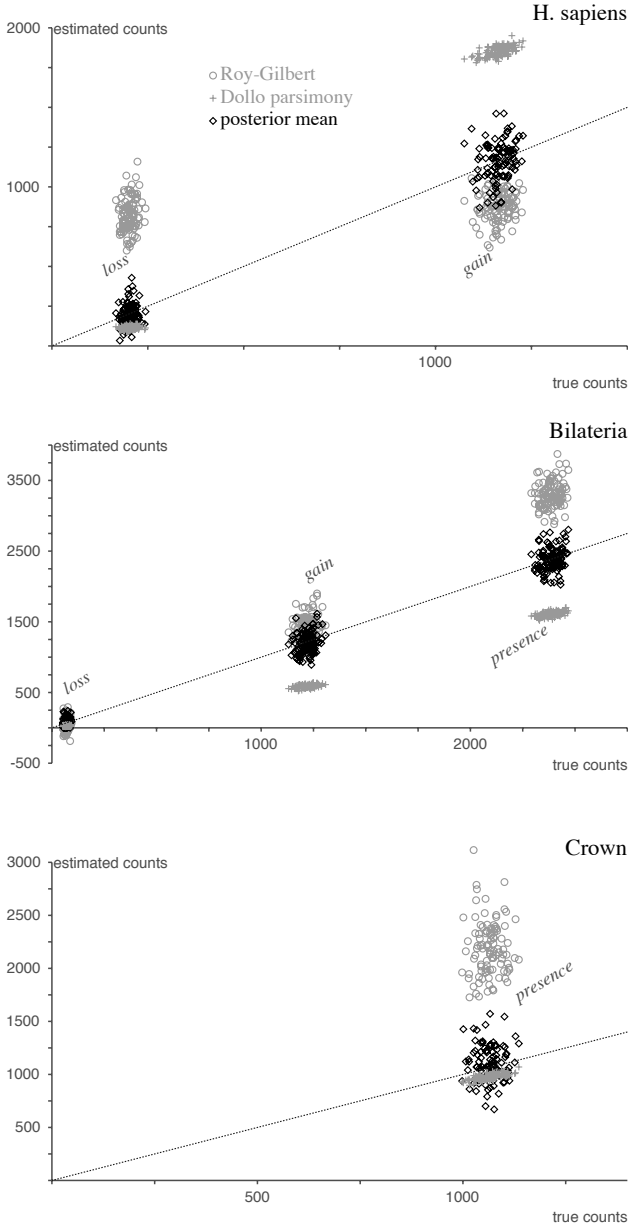 H. sapiens
2000
estimated counts
Roy-Gilbert
Dollo parsimony
posterior mean
1000
loss
gain
1000
true counts
Bilateria
estimated counts
3500
2500
gain
1500
presence
loss
500
1000
2000
-500
true counts
Crown
3000
estimated counts
2500
2000
presence
1500
1000
500
500
1000
true counts